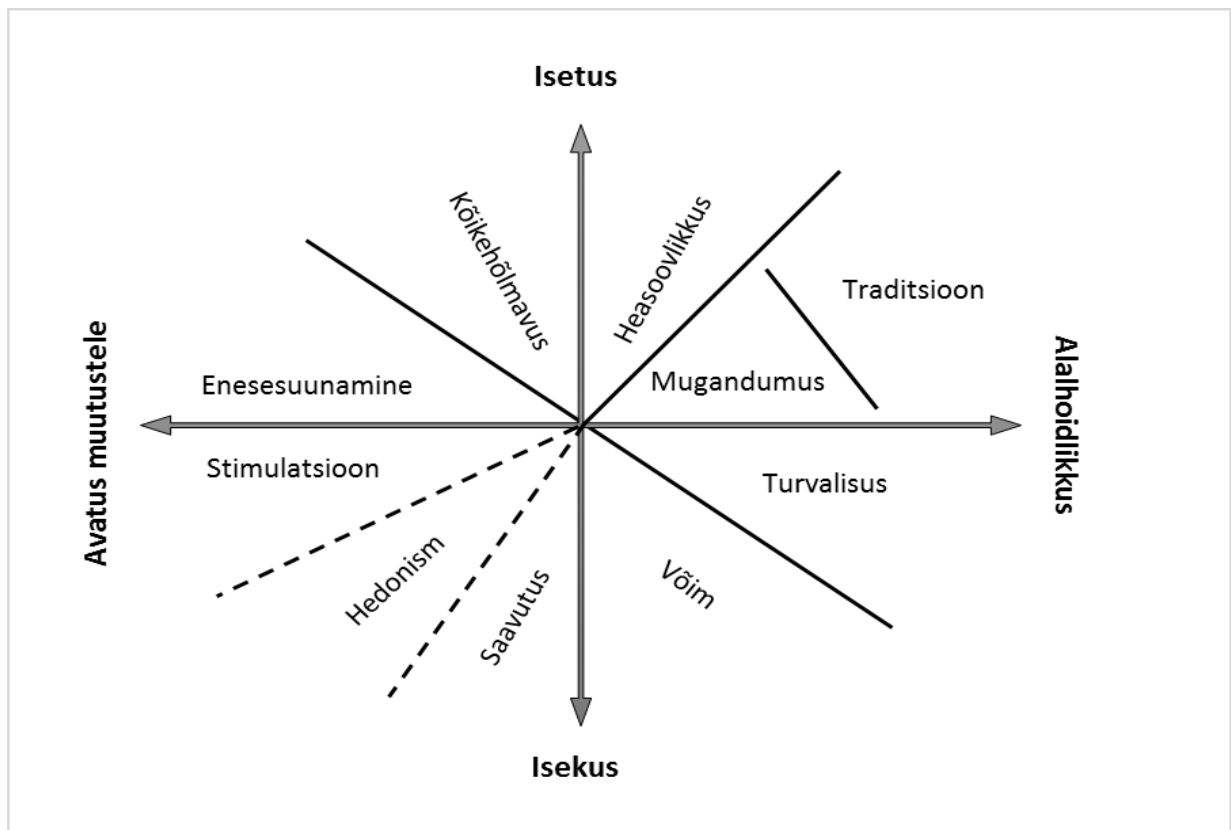 Isetus
Kõikehõlmavus
Heasoovlikkus
Traditsioon
Avatus muutustele
Enesesuunamine
Mugandumus
Alalhoidlikkus
Stimulatsioon
Turvalisus
Hedonism
Saavutus
Võim
Isekus